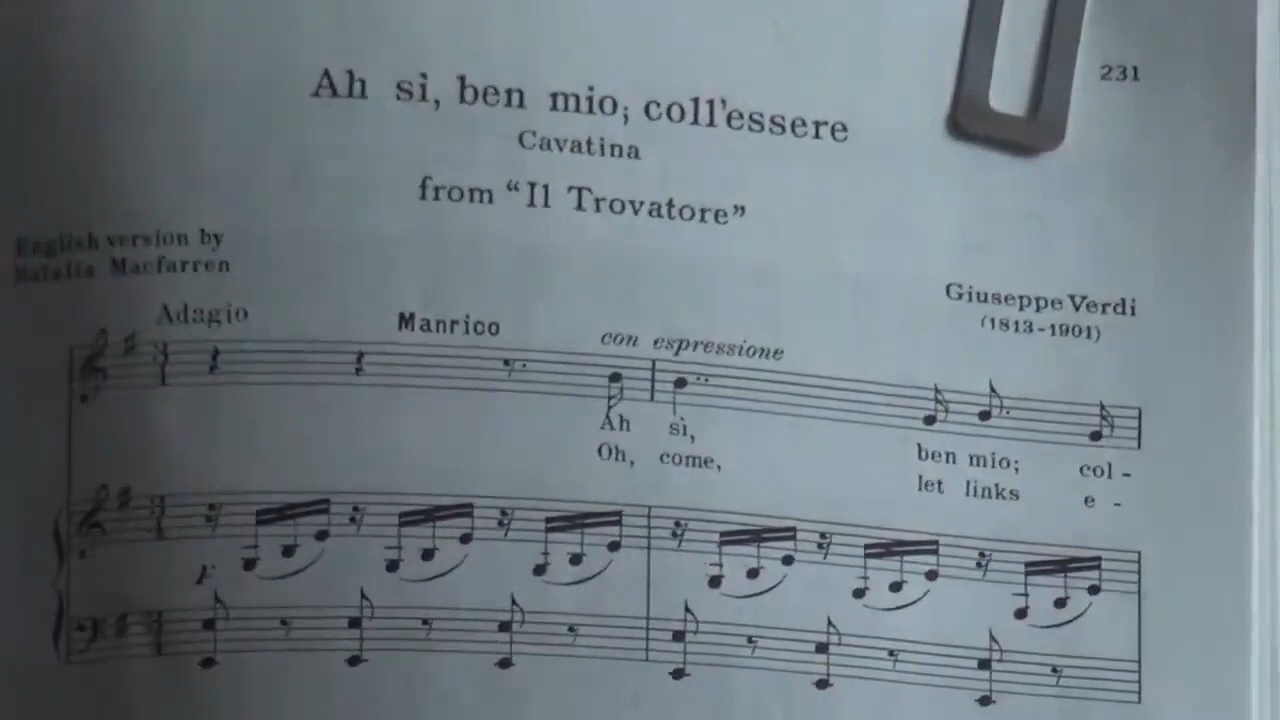 231
Ah sì, ben mio; coll'essere
Cavatina
from "Il Trovatore"
English version by
Natalia Macfarren
Giuseppe Verdi
(1813-1901)
Adagio
Manrico
con espressione
Ah sì, ben mio; col -
Oh, come, let links e -